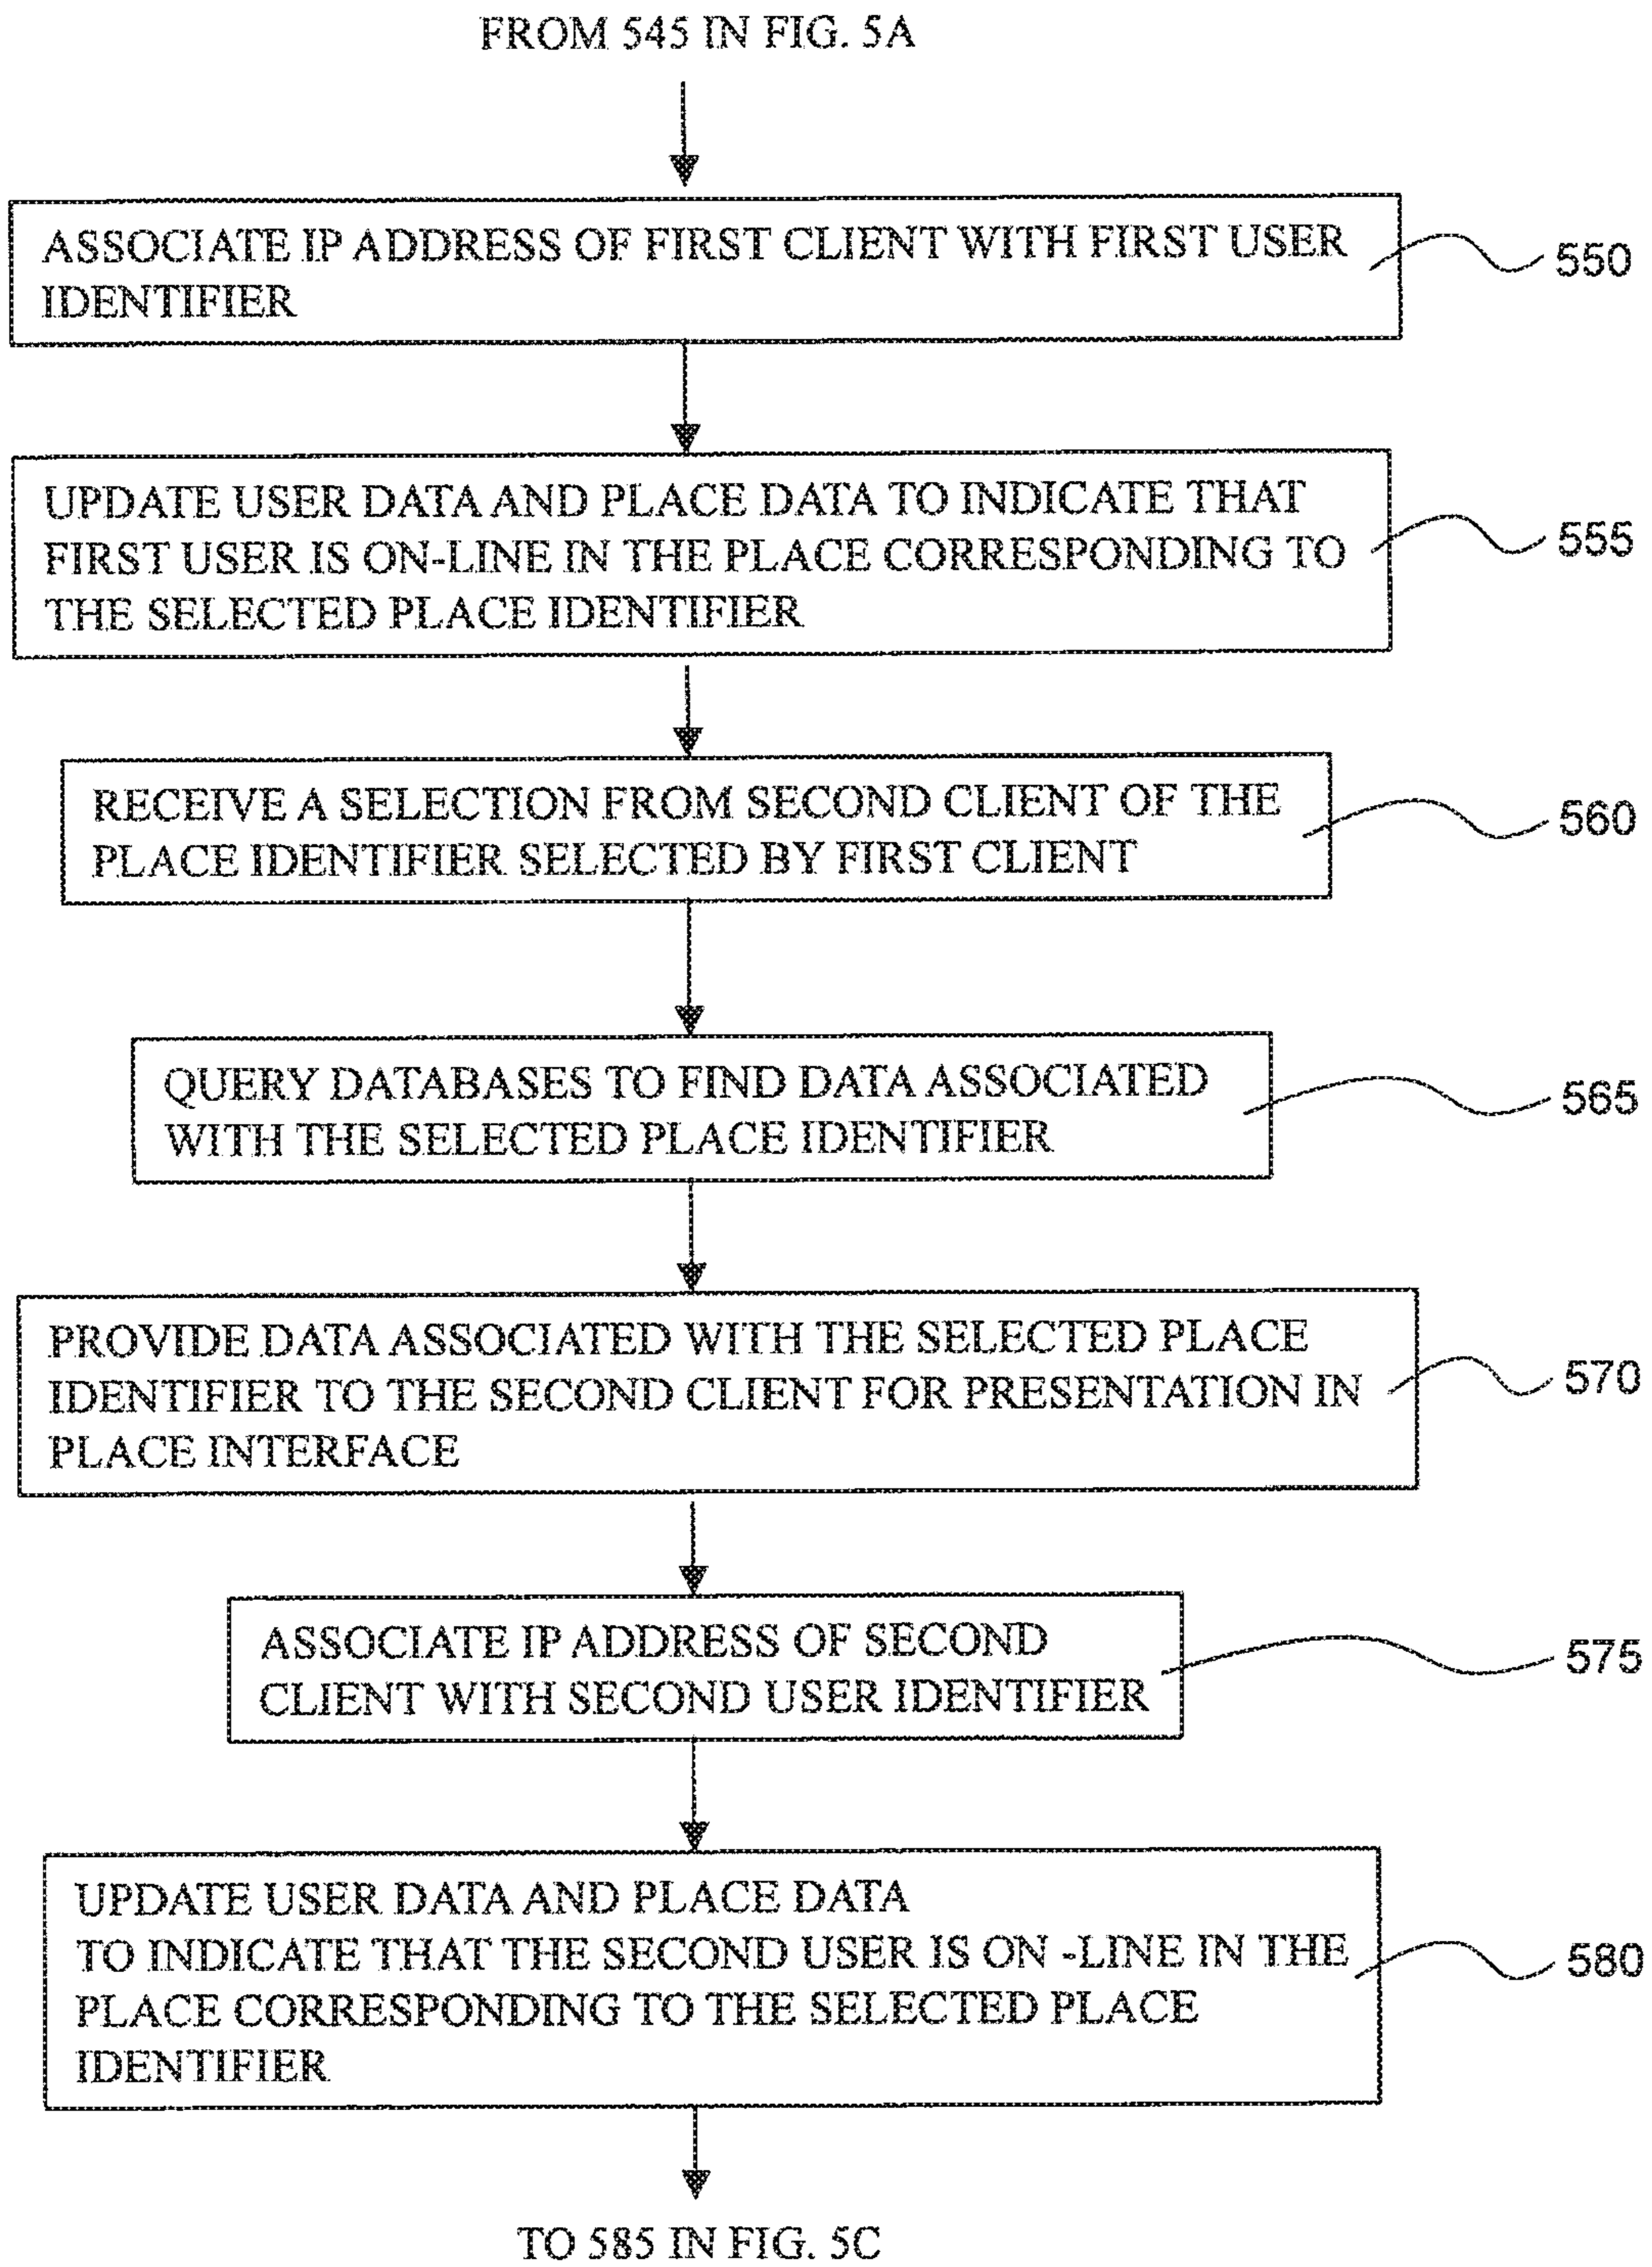 FROM 545 IN FIG. 5A
ASSOCIATE IP ADDRESS OF FIRST CLIENT WITH FIRST USER
IDENTIFIER
550
UPDATE USER DATA AND PLACE DATA TO INDICATE THAT
FIRST USER IS ON-LINE IN THE PLACE CORRESPONDING TO
THE SELECTED PLACE IDENTIFIER
555
RECEIVE A SELECTION FROM SECOND CLIENT OF THE
PLACE IDENTIFIER SELECTED BY FIRST CLIENT
560
QUERY DATABASES TO FIND DATA ASSOCIATED
WITH THE SELECTED PLACE IDENTIFIER
565
PROVIDE DATA ASSOCIATED WITH THE SELECTED PLACE
IDENTIFIER TO THE SECOND CLIENT FOR PRESENTATION IN
PLACE INTERFACE
570
ASSOCIATE IP ADDRESS OF SECOND
CLIENT WITH SECOND USER IDENTIFIER
575
UPDATE USER DATA AND PLACE DATA
TO INDICATE THAT THE SECOND USER IS ON -LINE IN THE
PLACE CORRESPONDING TO THE SELECTED PLACE
IDENTIFIER
580
TO 585 IN FIG. 5C